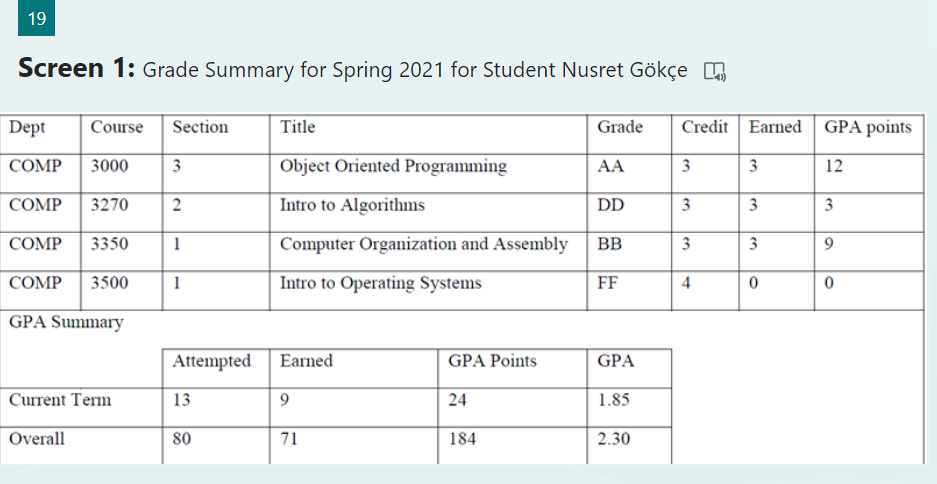 19
Screen 1: Grade Summary for Spring 2021 for Student Nusret Gökçe
Dept Course Section Title Grade Credit Earned GPA points
COMP 3000 3 Object Oriented Programming AA 3 3 12
COMP 3270 2 Intro to Algorithms DD 3 3 3
COMP 3350 1 Computer Organization and Assembly BB 3 3 9
COMP 3500 1 Intro to Operating Systems FF 4 0 0
GPA Summary
Attempted Earned GPA Points GPA
Current Term 13 9 24 1.85
Overall 80 71 184 2.30